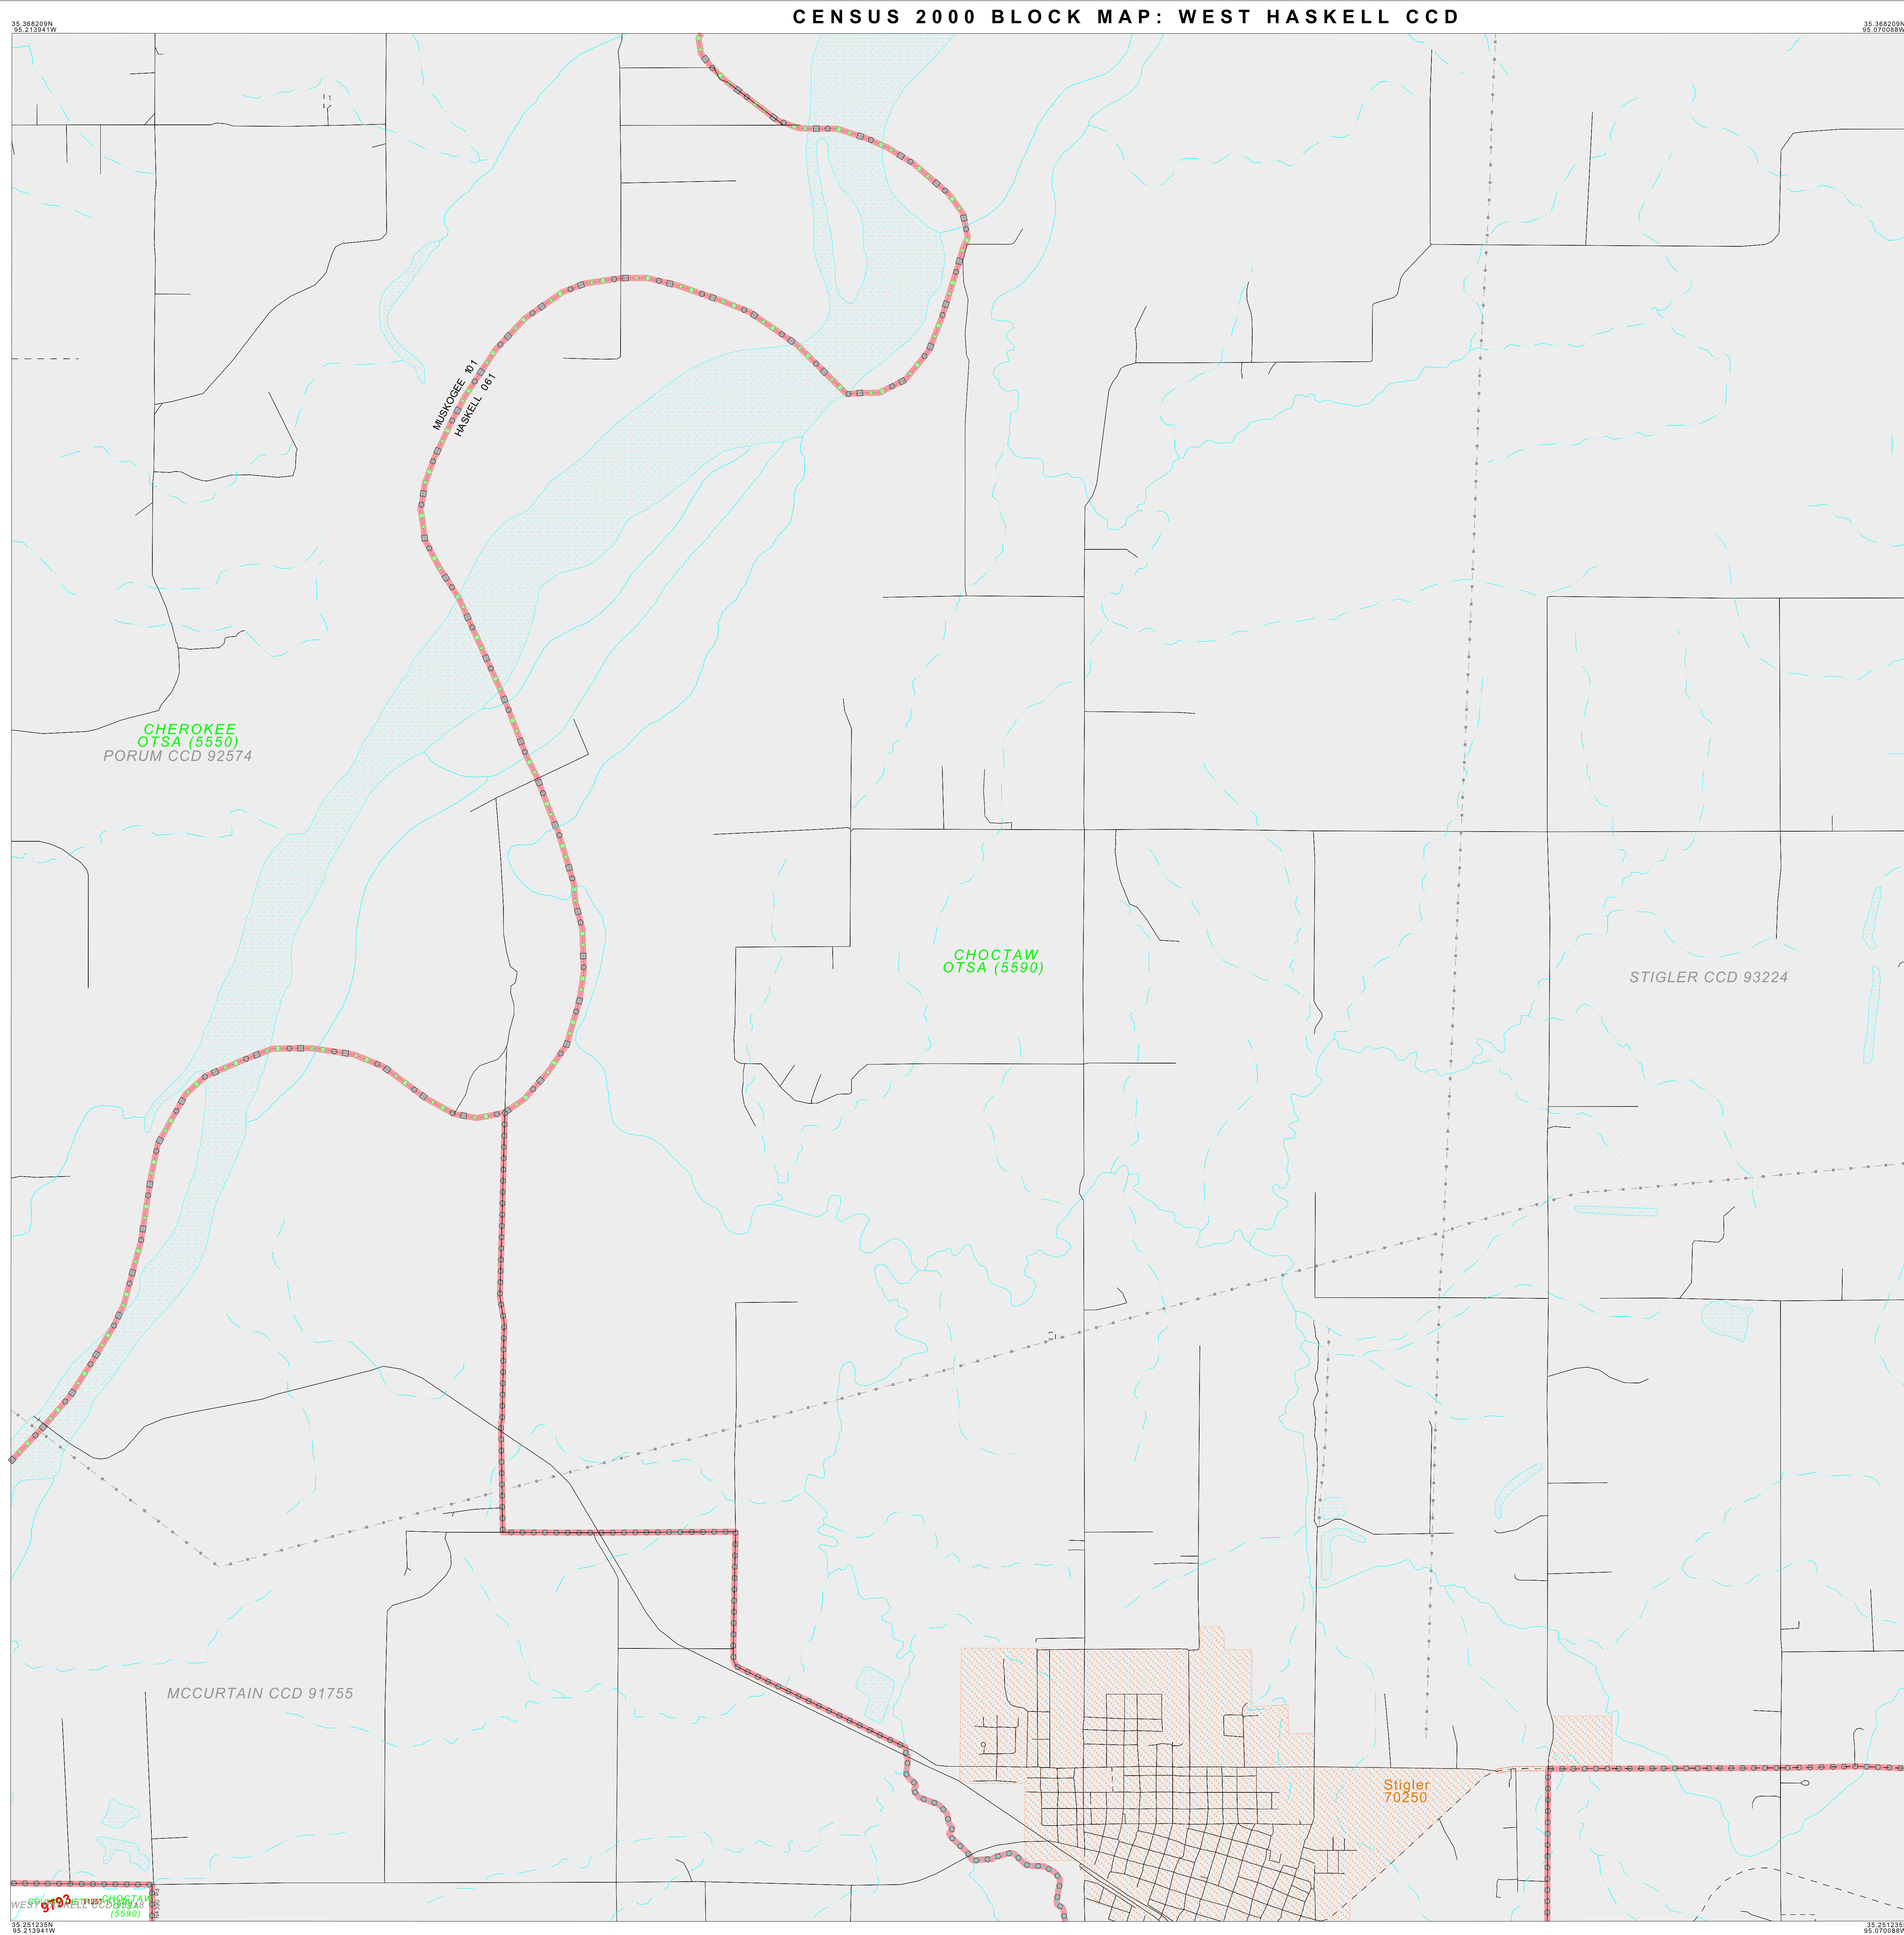 CENSUS 2000 BLOCK MAP: WEST HASKELL CCD
35.368209N
95.213941W
35.368209N
95.070088W
MUSKOGEE 101
HASKELL 061
CHEROKEE
OTSA (5550)
PORUM CCD 92574
CHOCTAW
OTSA (5590)
STIGLER CCD 93224
MCCURTAIN CCD 91755
Stigler
70250
9793
CHOCTAW
OTSA
(5590)
35.251235N
95.213941W
35.251235N
95.070088W